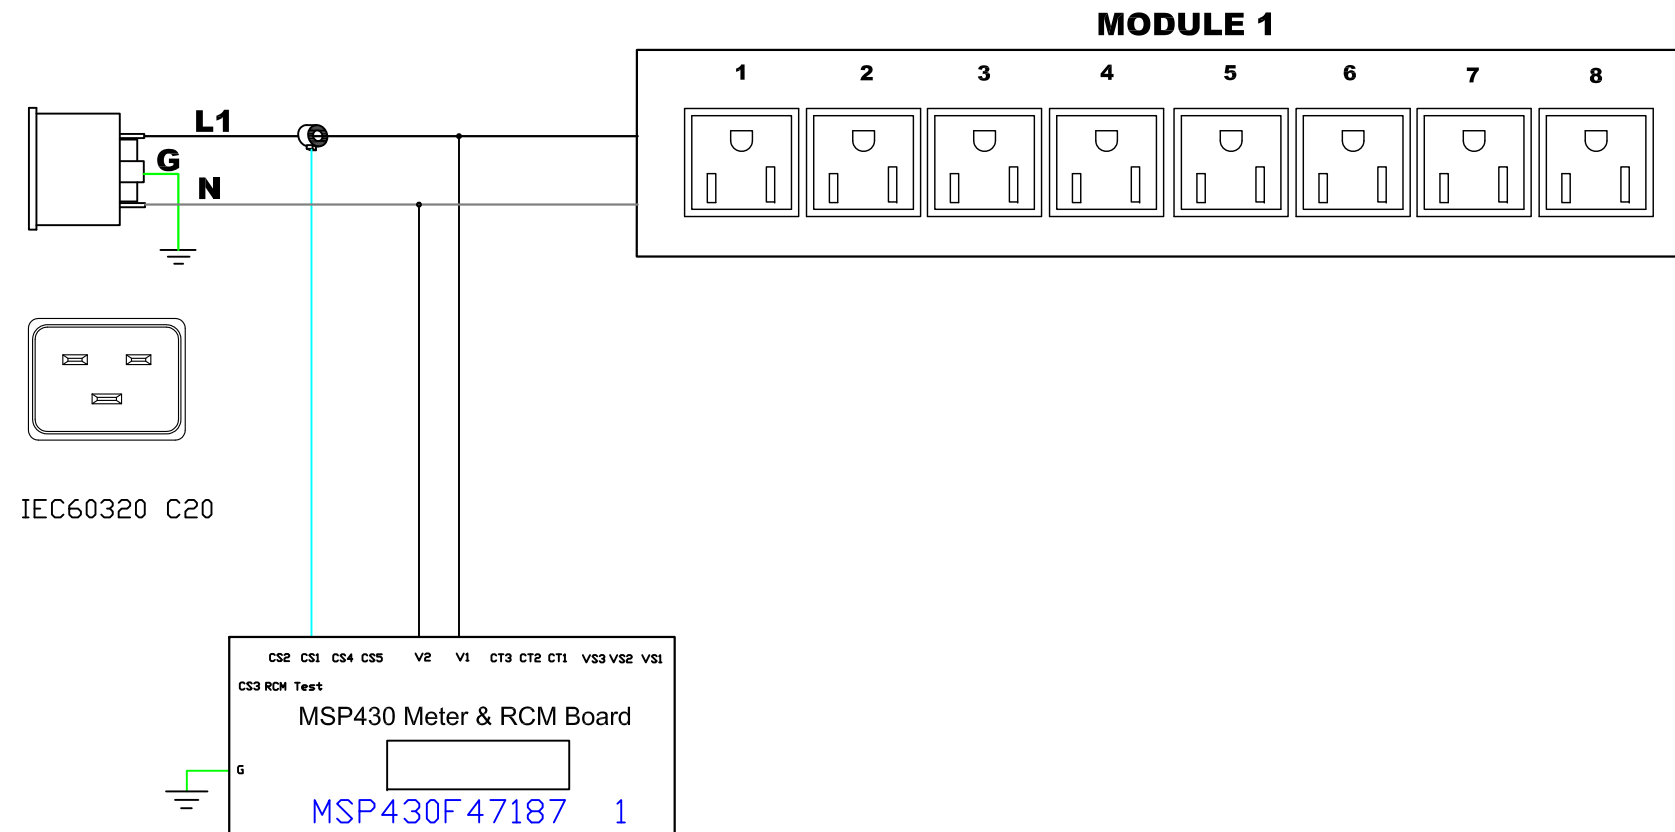 MODULE 1
1 2 3 4 5 6 7 8
L1
G
N
IEC60320 C20
CS2 CS1 CS4 CS5 V2 V1 CT3 CT2 CT1 VS3 VS2 VS1
CS3 RCM Test
MSP430 Meter & RCM Board
G
MSP430F47187 1